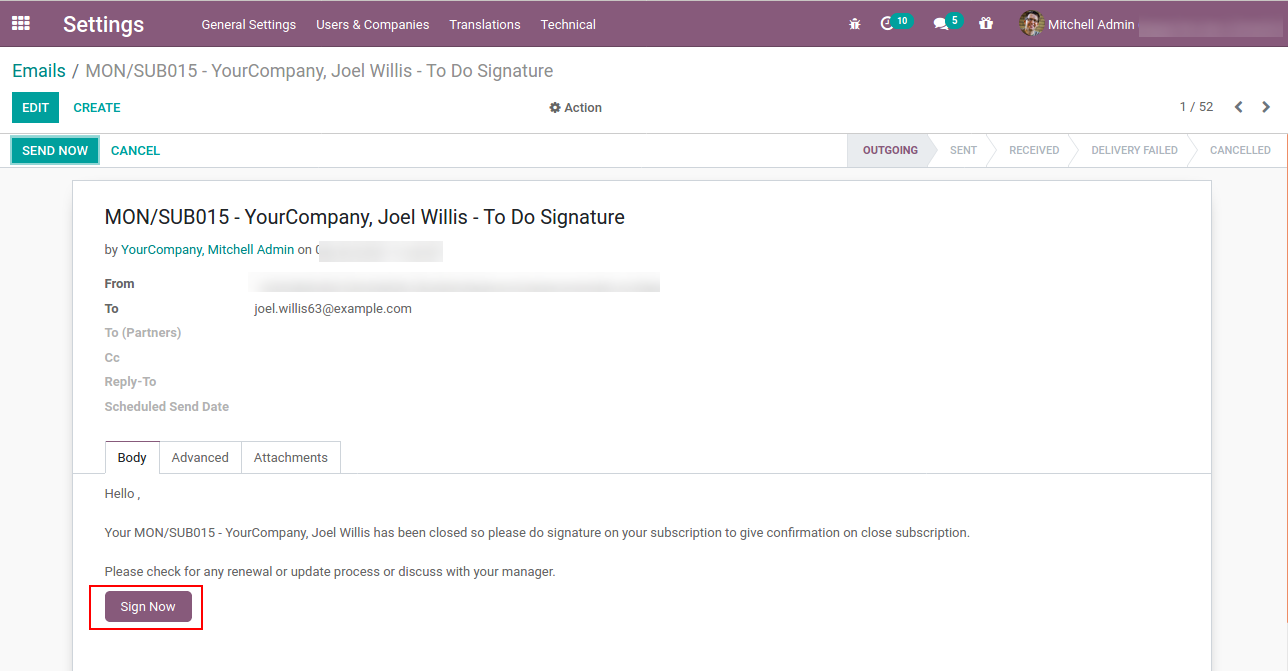 Settings General Settings Users & Companies Translations Technical 10 5 Mitchell Admin
Emails / MON/SUB015 - YourCompany, Joel Willis - To Do Signature
EDIT CREATE Action 1 / 52
SEND NOW CANCEL OUTGOING SENT RECEIVED DELIVERY FAILED CANCELLED
MON/SUB015 - YourCompany, Joel Willis - To Do Signature
by YourCompany, Mitchell Admin on
From
To joel.willis63@example.com
To (Partners)
Cc
Reply-To
Scheduled Send Date
Body Advanced Attachments
Hello ,
Your MON/SUB015 - YourCompany, Joel Willis has been closed so please do signature on your subscription to give confirmation on close subscription.
Please check for any renewal or update process or discuss with your manager.
Sign Now